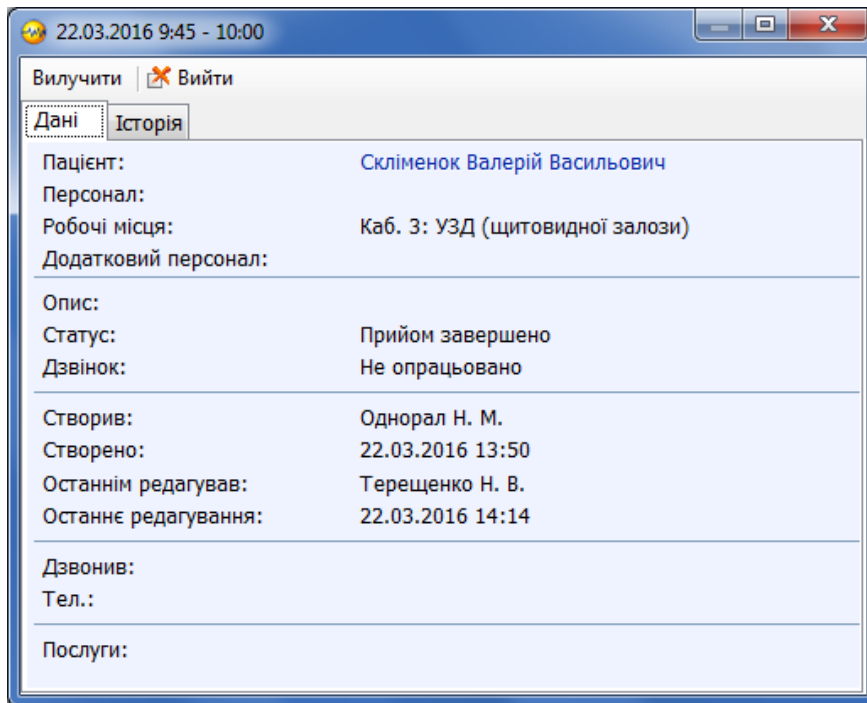 22.03.2016 9:45 - 10:00
Вилучити Вийти
Дані Історія
Пацієнт: Скліменок Валерій Васильович
Персонал:
Робочі місця: Каб. 3: УЗД (щитовидної залози)
Додатковий персонал:
Опис:
Статус: Прийом завершено
Дзвінок: Не опрацьовано
Створив: Однорал Н. М.
Створено: 22.03.2016 13:50
Останнім редагував: Терещенко Н. В.
Останнє редагування: 22.03.2016 14:14
Дзвонив:
Тел.:
Послуги: